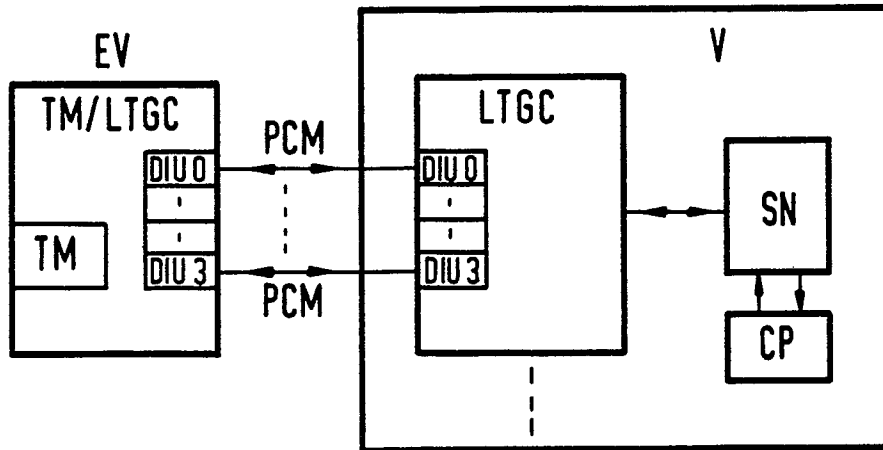 EV
TM/LTGC
DIU 0
TM
DIU 3
PCM
PCM
V
LTGC
DIU 0
DIU 3
SN
CP